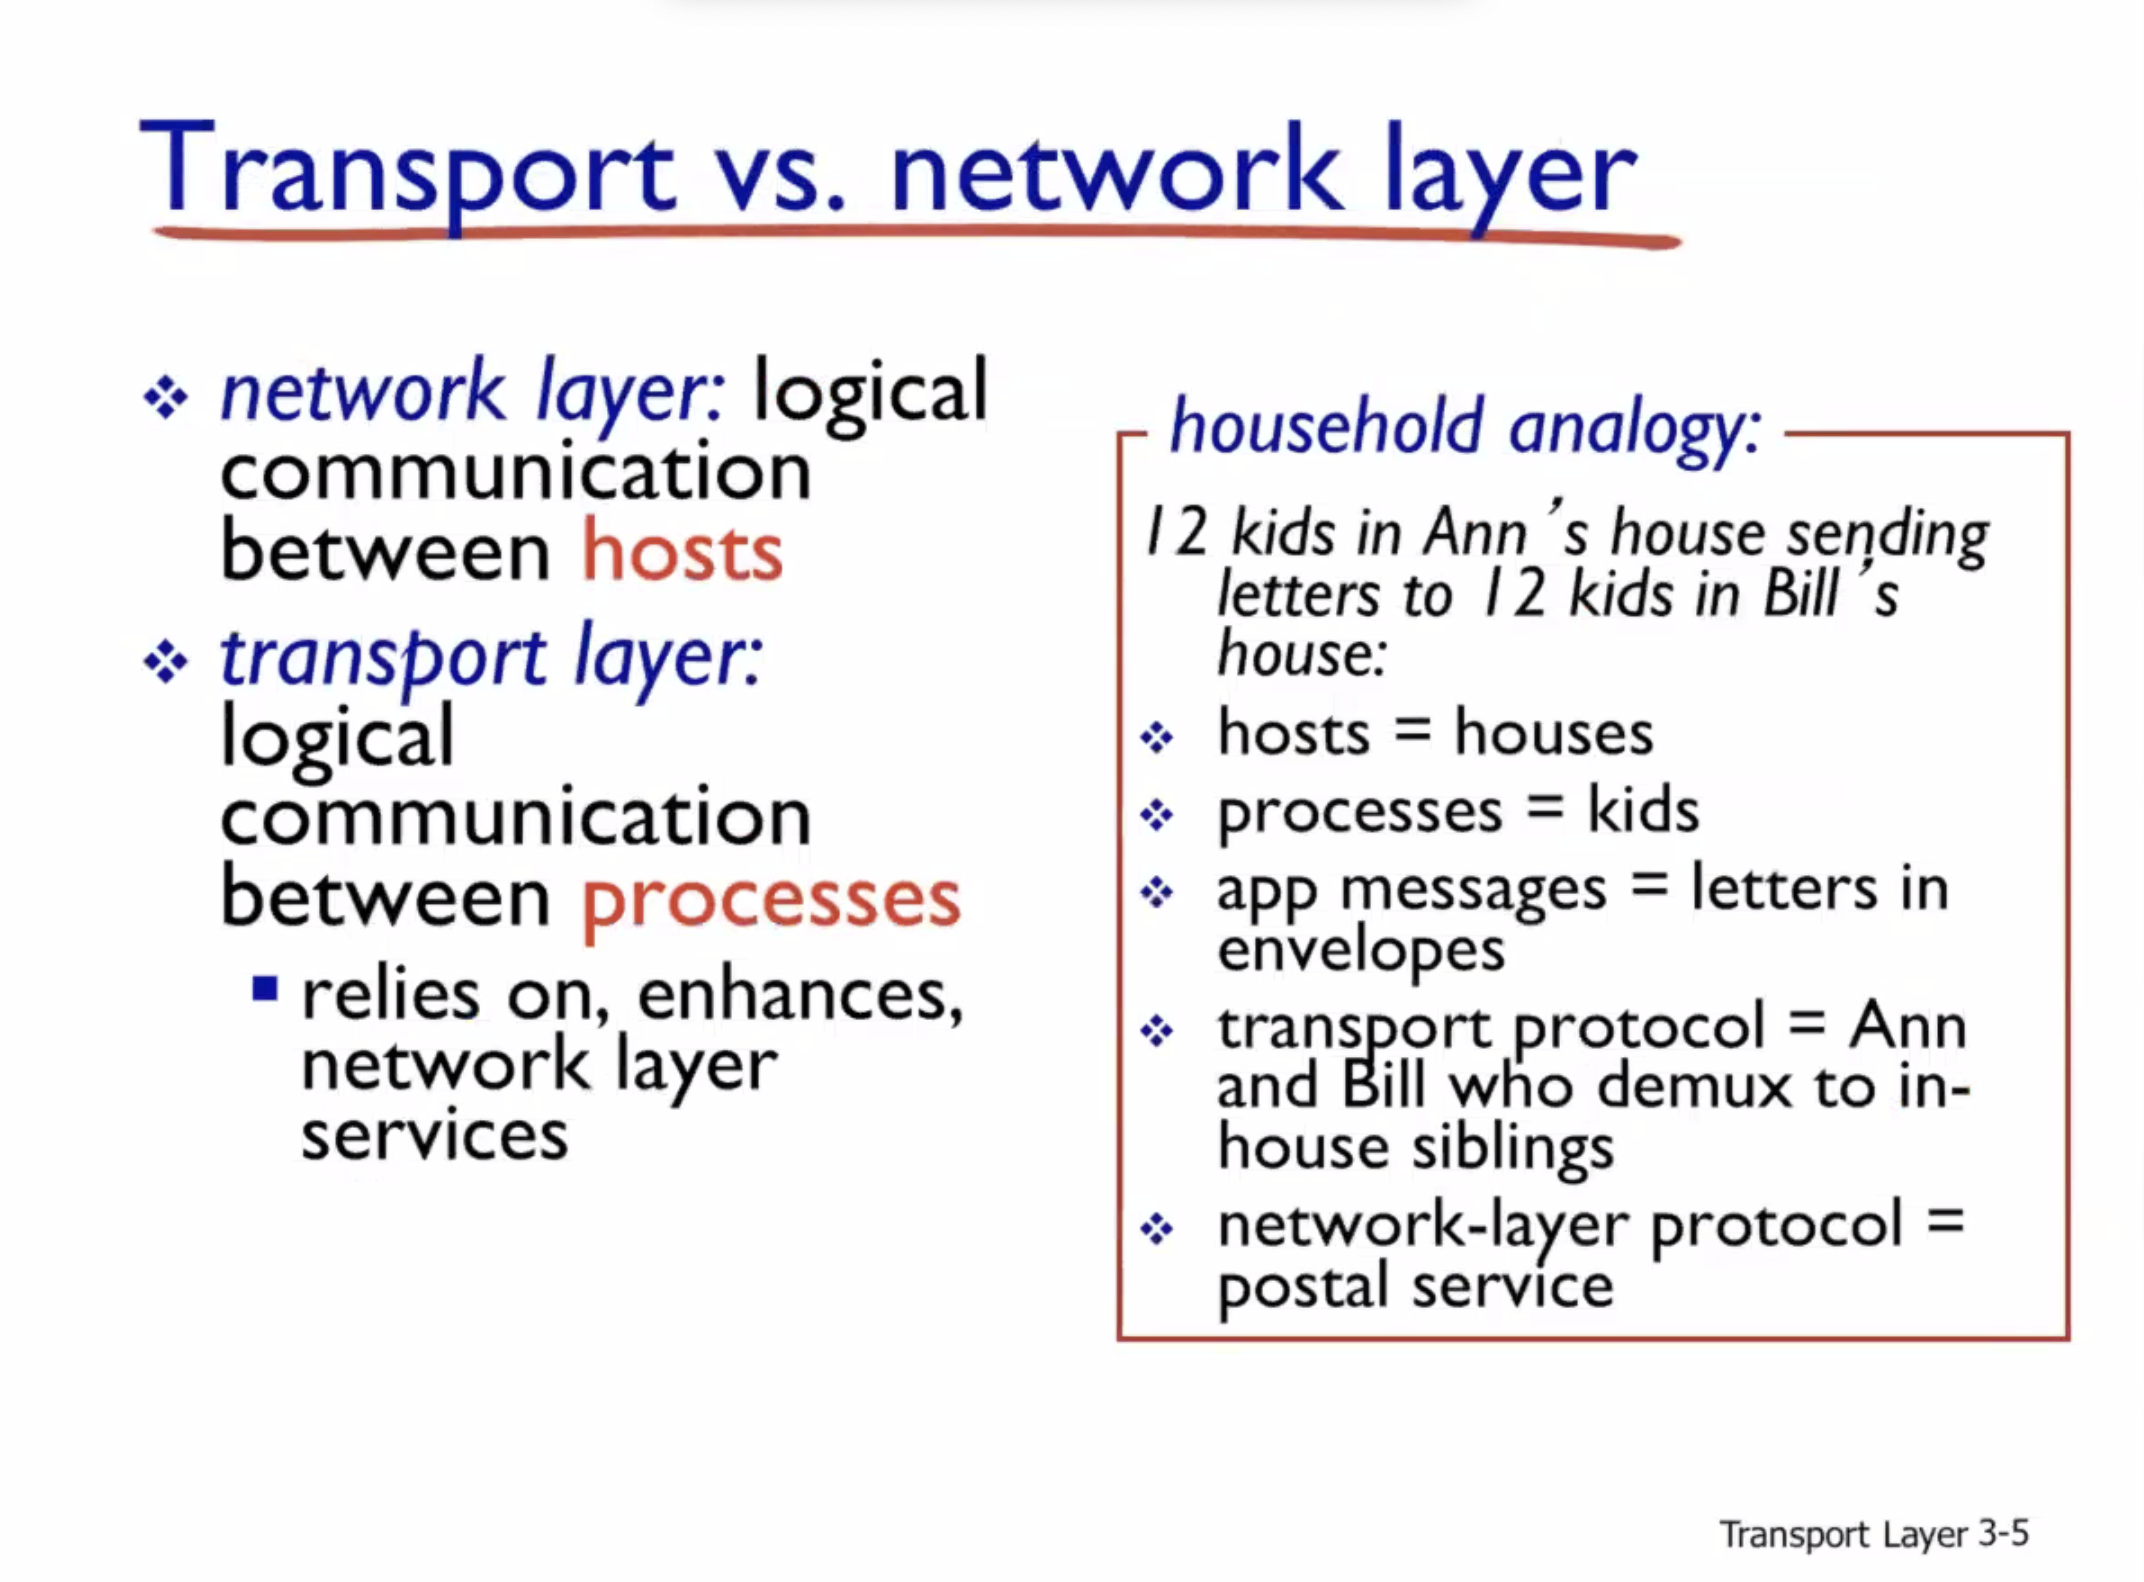 Transport vs. network layer
❖ network layer: logical
communication
between hosts
❖ transport layer:
logical
communication
between processes
▪ relies on, enhances,
network layer
services
household analogy:
12 kids in Ann´s house sending
letters to 12 kids in Bill´s
house:
❖ hosts = houses
❖ processes = kids
❖ app messages = letters in
envelopes
❖ transport protocol = Ann
and Bill who demux to in-
house siblings
❖ network-layer protocol =
postal service
Transport Layer 3-5